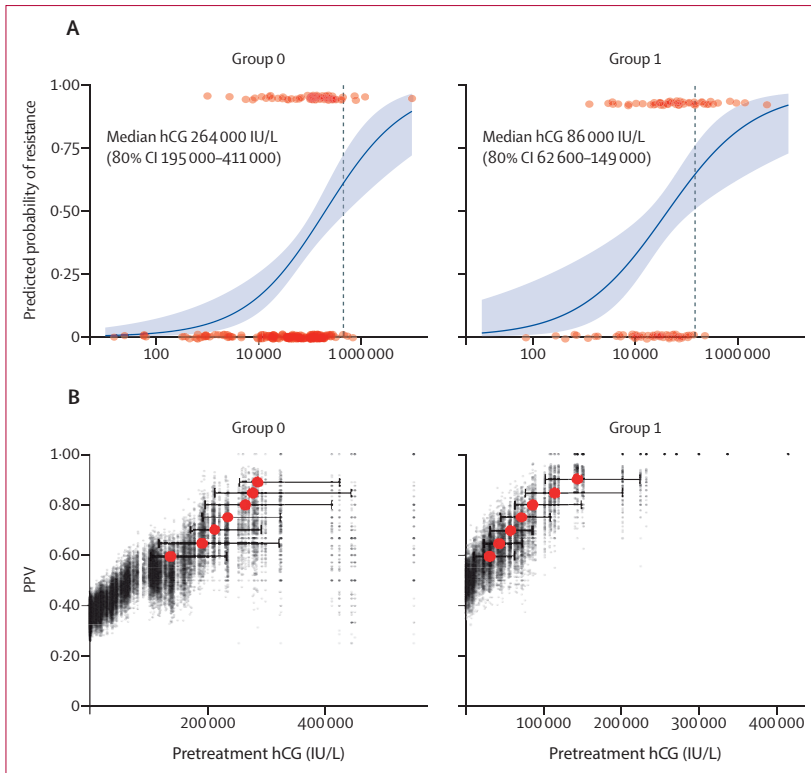 A
Group 0
Group 1
Predicted probability of resistance
1·00
0·75
0·50
0·25
0
Median hCG 264 000 IU/L
(80% CI 195 000–411 000)
Median hCG 86 000 IU/L
(80% CI 62 600–149 000)
100
10 000
1 000 000
100
10 000
1 000 000
B
Group 0
Group 1
PPV
1·00
0·80
0·60
0·40
0·20
0
200 000
400 000
100 000
200 000
300 000
400 000
Pretreatment hCG (IU/L)
Pretreatment hCG (IU/L)